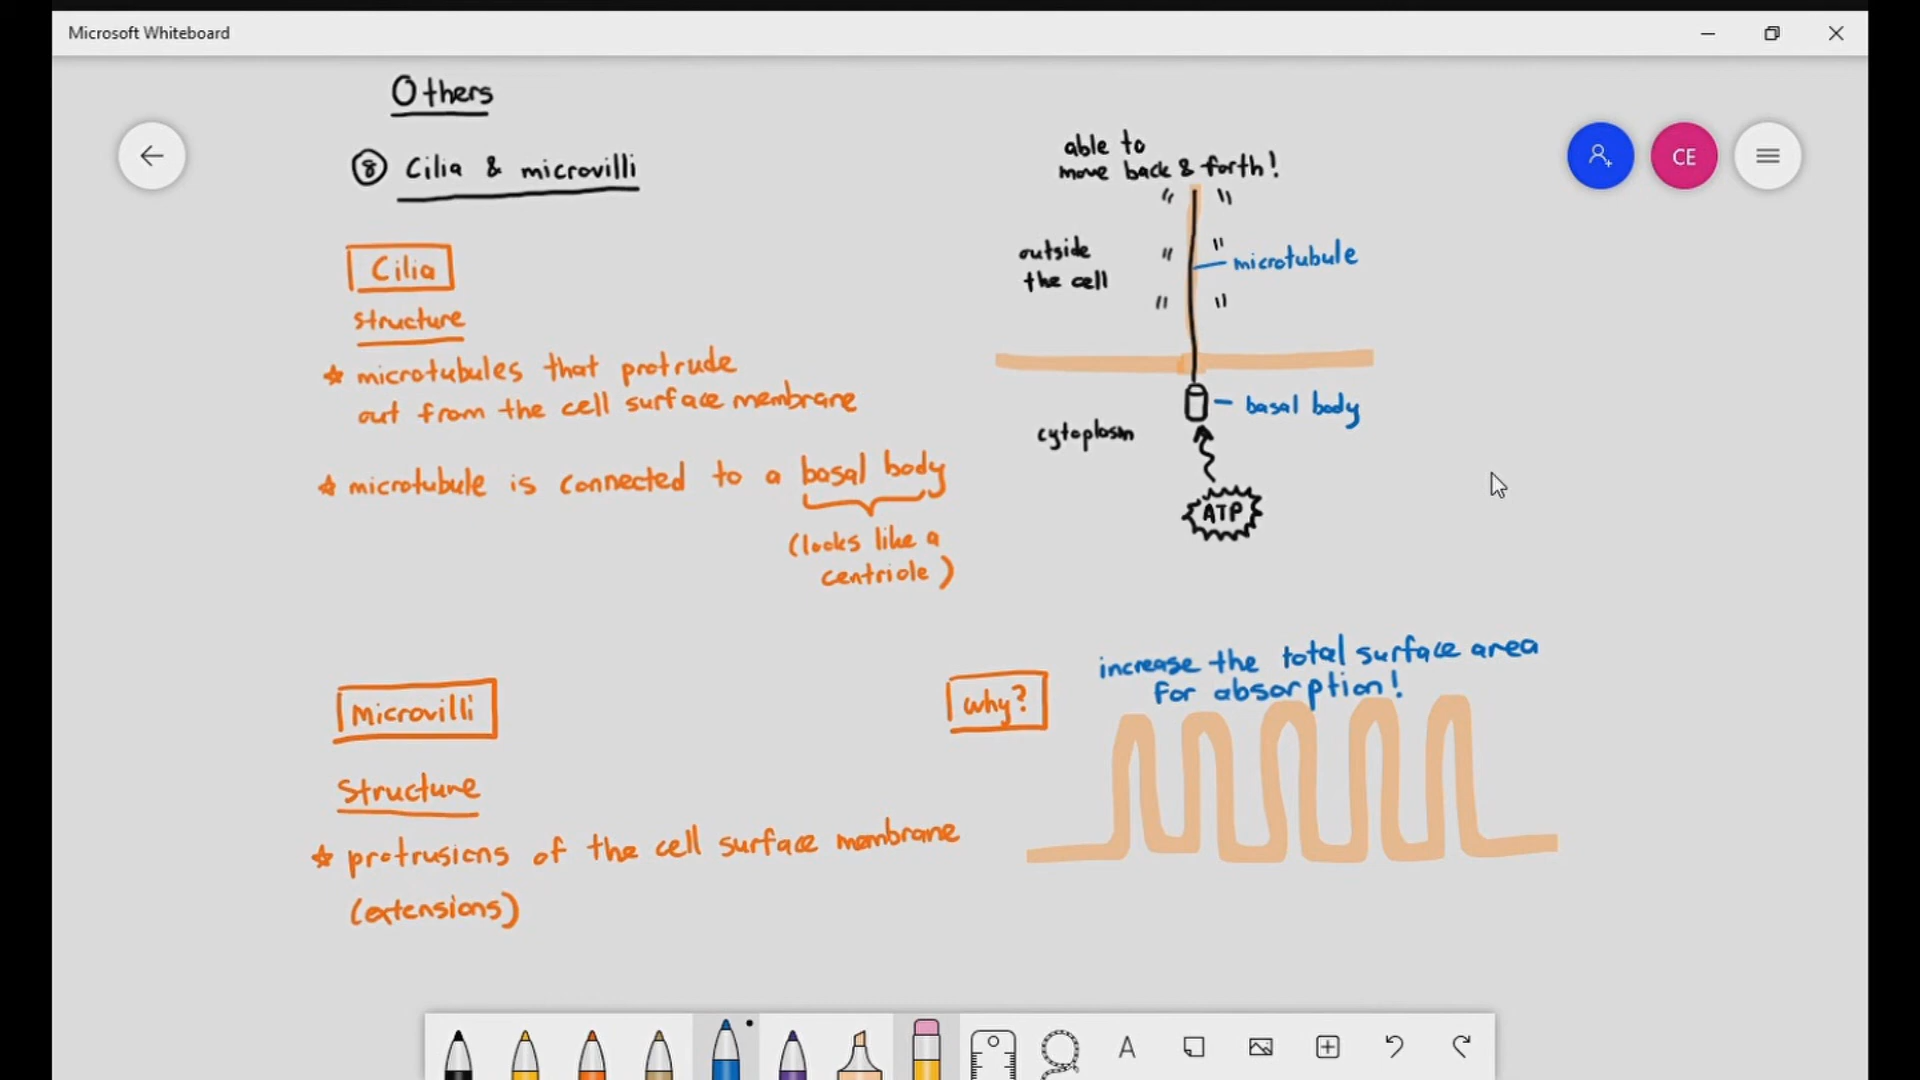 Microsoft Whiteboard
Others
8 Cilia & microvilli
CE
Cilia
structure
☆ microtubules that protrude
out from the cell surface membrane
☆ microtubule is connected to a basal body
(looks like a
centriole)
able to
move back & forth!
outside
the cell
microtubule
basal body
cytoplasm
ATP
Microvilli
Structure
☆ protrusions of the cell surface membrane
(extensions)
why?
increase the total surface area
for absorption!
A